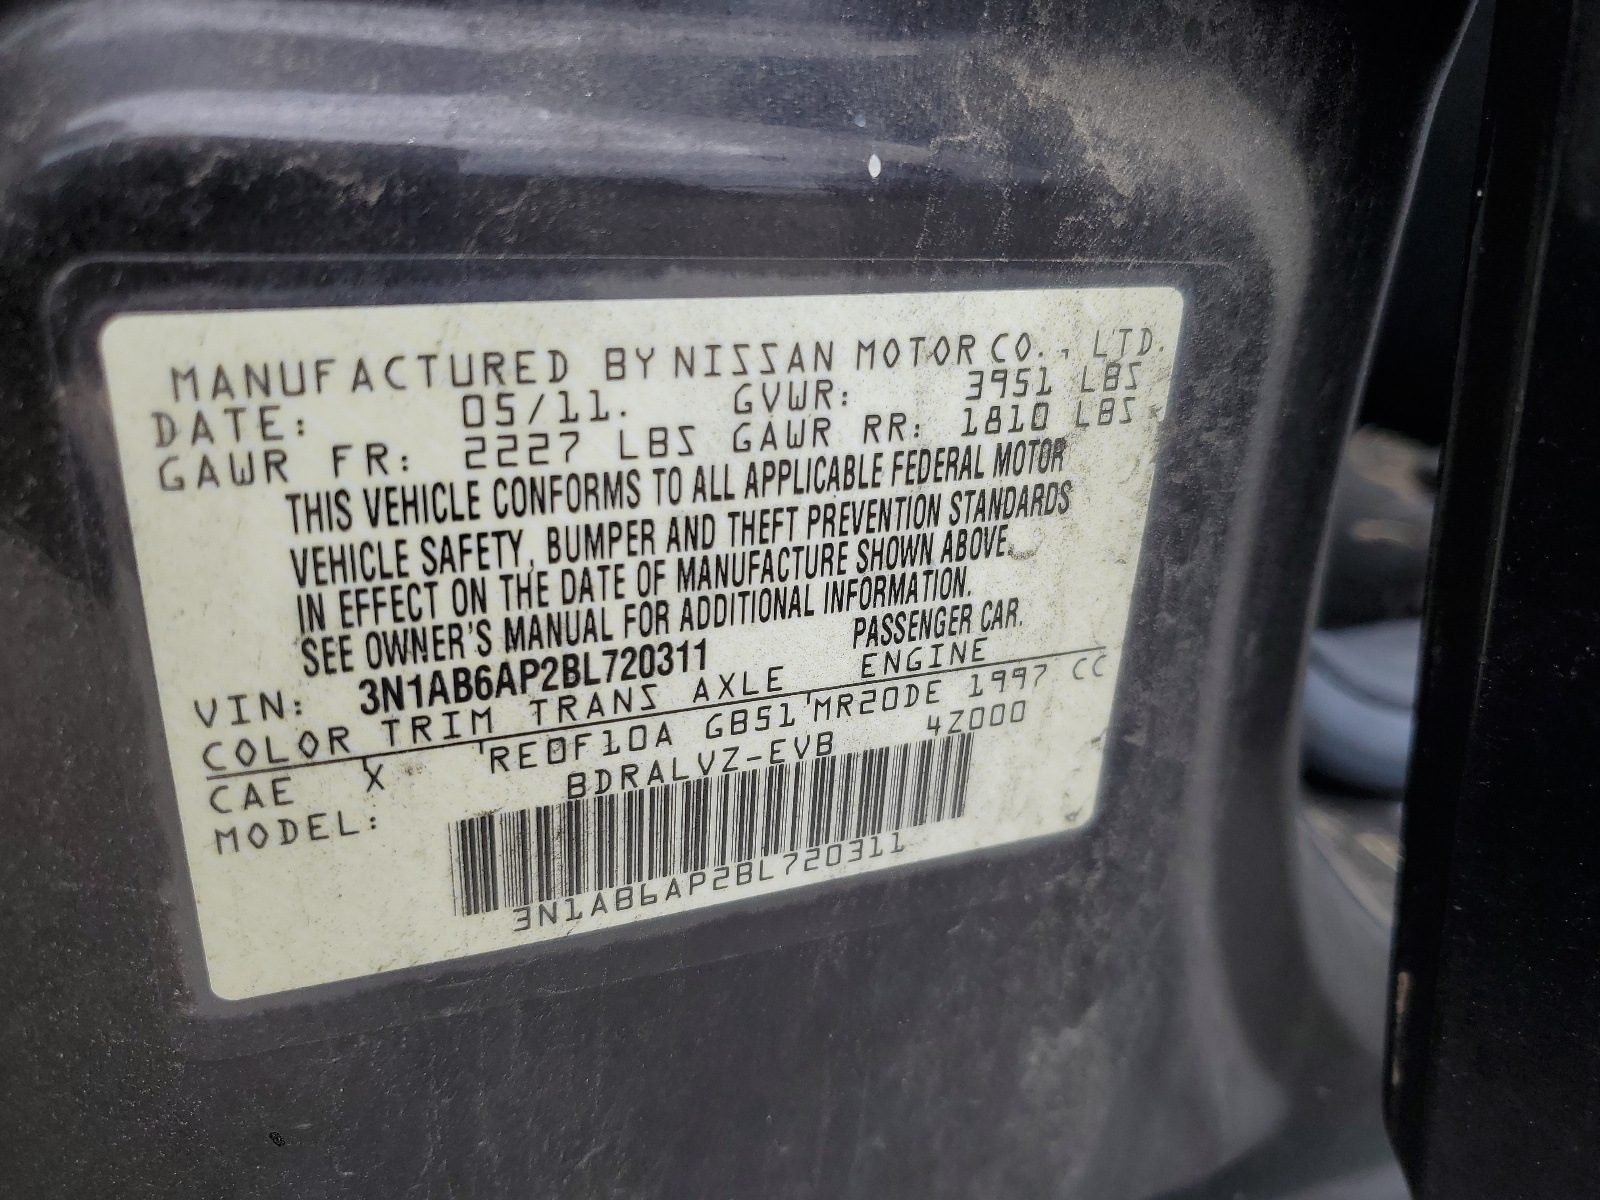 MANUFACTURED BY NISSAN MOTOR CO., LTD.
DATE: 05/11. GVWR: 3951 LBS
GAWR FR: 2227 LBS GAWR RR: 1810 LBS
THIS VEHICLE CONFORMS TO ALL APPLICABLE FEDERAL MOTOR
VEHICLE SAFETY, BUMPER AND THEFT PREVENTION STANDARDS
IN EFFECT ON THE DATE OF MANUFACTURE SHOWN ABOVE.
SEE OWNER'S MANUAL FOR ADDITIONAL INFORMATION.
VIN: 3N1AB6AP2BL720311 PASSENGER CAR.
COLOR TRIM TRANS AXLE ENGINE
CAE X RE0F10A GB51 MR20DE 1997 CC
MODEL: BDRALVZ-EVB 4Z000
3N1AB6AP2BL720311